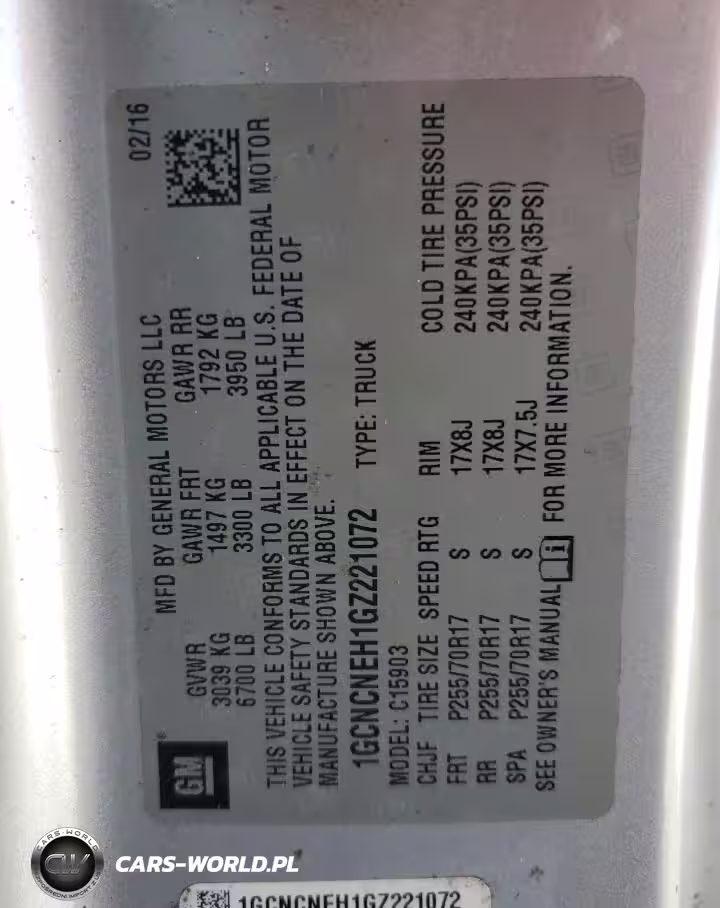 MFD BY GENERAL MOTORS LLC 02/16
GVWR GAWR FRT GAWR RR
3039 KG 1497 KG 1792 KG
6700 LB 3300 LB 3950 LB
THIS VEHICLE CONFORMS TO ALL APPLICABLE U.S. FEDERAL MOTOR
VEHICLE SAFETY STANDARDS IN EFFECT ON THE DATE OF
MANUFACTURE SHOWN ABOVE.
1GCNCNEH1GZ221072 TYPE: TRUCK
MODEL: C15903
CHJF TIRE SIZE SPEED RTG RIM COLD TIRE PRESSURE
FRT P255/70R17 S 17X8J 240KPA(35PSI)
RR P255/70R17 S 17X8J 240KPA(35PSI)
SPA P255/70R17 S 17X7.5J 240KPA(35PSI)
SEE OWNER'S MANUAL FOR MORE INFORMATION.
GM
CARS-WORLD
CW
CARS-WORLD.PL
1GCNCNEH1GZ221072